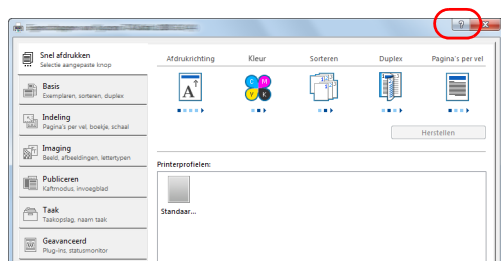 ?
Snel afdrukken
Selectie aangepaste knop
Basis
Exemplaren, sorteren, duplex
Indeling
Pagina's per vel, boekje, schaal
Imaging
Beeld, afbeeldingen, lettertypen
Publiceren
Kaftmodus, invoegblad
Taak
Taakopslag, naam taak
Geavanceerd
Plug-ins, statusmonitor
Afdrukrichting
Kleur
Sorteren
Duplex
Pagina's per vel
A
C M
Y K
Herstellen
Printerprofielen:
Standaar...